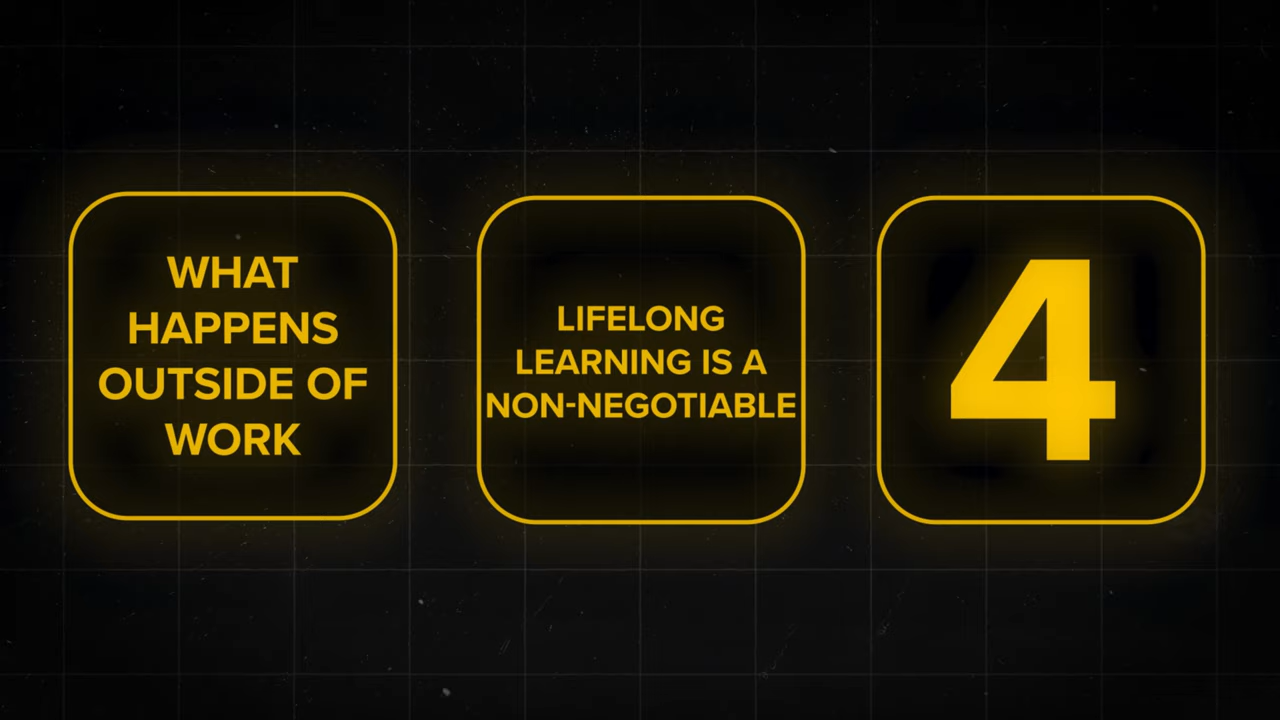 WHAT
HAPPENS
OUTSIDE OF
WORK
LIFELONG
LEARNING IS A
NON-NEGOTIABLE
4